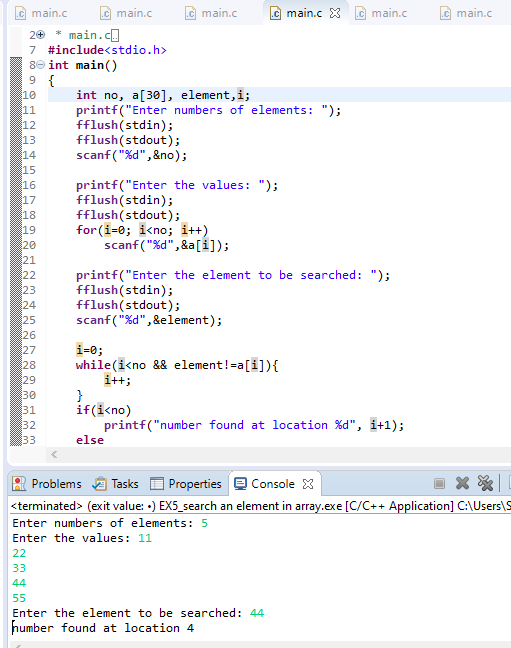 main.c main.c main.c main.c main.c main.c
2 * main.c
7 #include<stdio.h>
8 int main()
9 {
10 int no, a[30], element,i;
11 printf("Enter numbers of elements: ");
12 fflush(stdin);
13 fflush(stdout);
14 scanf("%d",&no);
15
16 printf("Enter the values: ");
17 fflush(stdin);
18 fflush(stdout);
19 for(i=0; i<no; i++)
20 scanf("%d",&a[i]);
21
22 printf("Enter the element to be searched: ");
23 fflush(stdin);
24 fflush(stdout);
25 scanf("%d",&element);
26
27 i=0;
28 while(i<no && element!=a[i]){
29 i++;
30 }
31 if(i<no)
32 printf("number found at location %d", i+1);
33 else
Problems Tasks Properties Console
<terminated> (exit value: •) EX5_search an element in array.exe [C/C++ Application] C:\Users\S
Enter numbers of elements: 5
Enter the values: 11
22
33
44
55
Enter the element to be searched: 44
number found at location 4